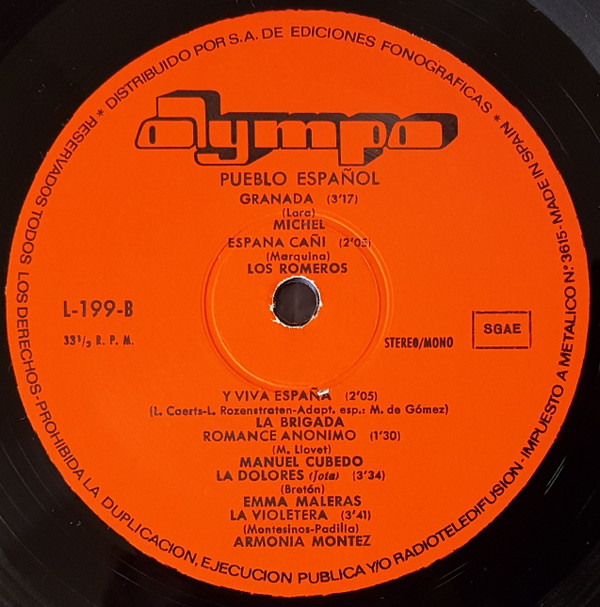 * DISTRIBUIDO POR S.A. DE EDICIONES FONOGRAFICAS *
MADE IN SPAIN
olympo
PUEBLO ESPAÑOL
GRANADA (3'17)
(Lara)
MICHEL
ESPANA CAÑI (2'05)
(Marquina)
LOS ROMEROS
L-199-B
33 1/3 R. P. M.
STEREO/MONO
SGAE
Y VIVA ESPAÑA (2'05)
(L. Caerts-L. Rozenstraten-Adapt. esp.: M. de Gómez)
LA BRIGADA
ROMANCE ANONIMO (1'30)
(M. Llovet)
MANUEL CUBEDO
LA DOLORES (jota) (3'34)
(Bretón)
EMMA MALERAS
LA VIOLETERA (3'41)
(Montesinos-Padilla)
ARMONIA MONTEZ
RESERVADOS TODOS LOS DERECHOS-PROHIBIDA LA DUPLICACION, EJECUCION PUBLICA Y/O RADIOTELEDIFUSION-IMPUESTO A METALICO N.º 3615-